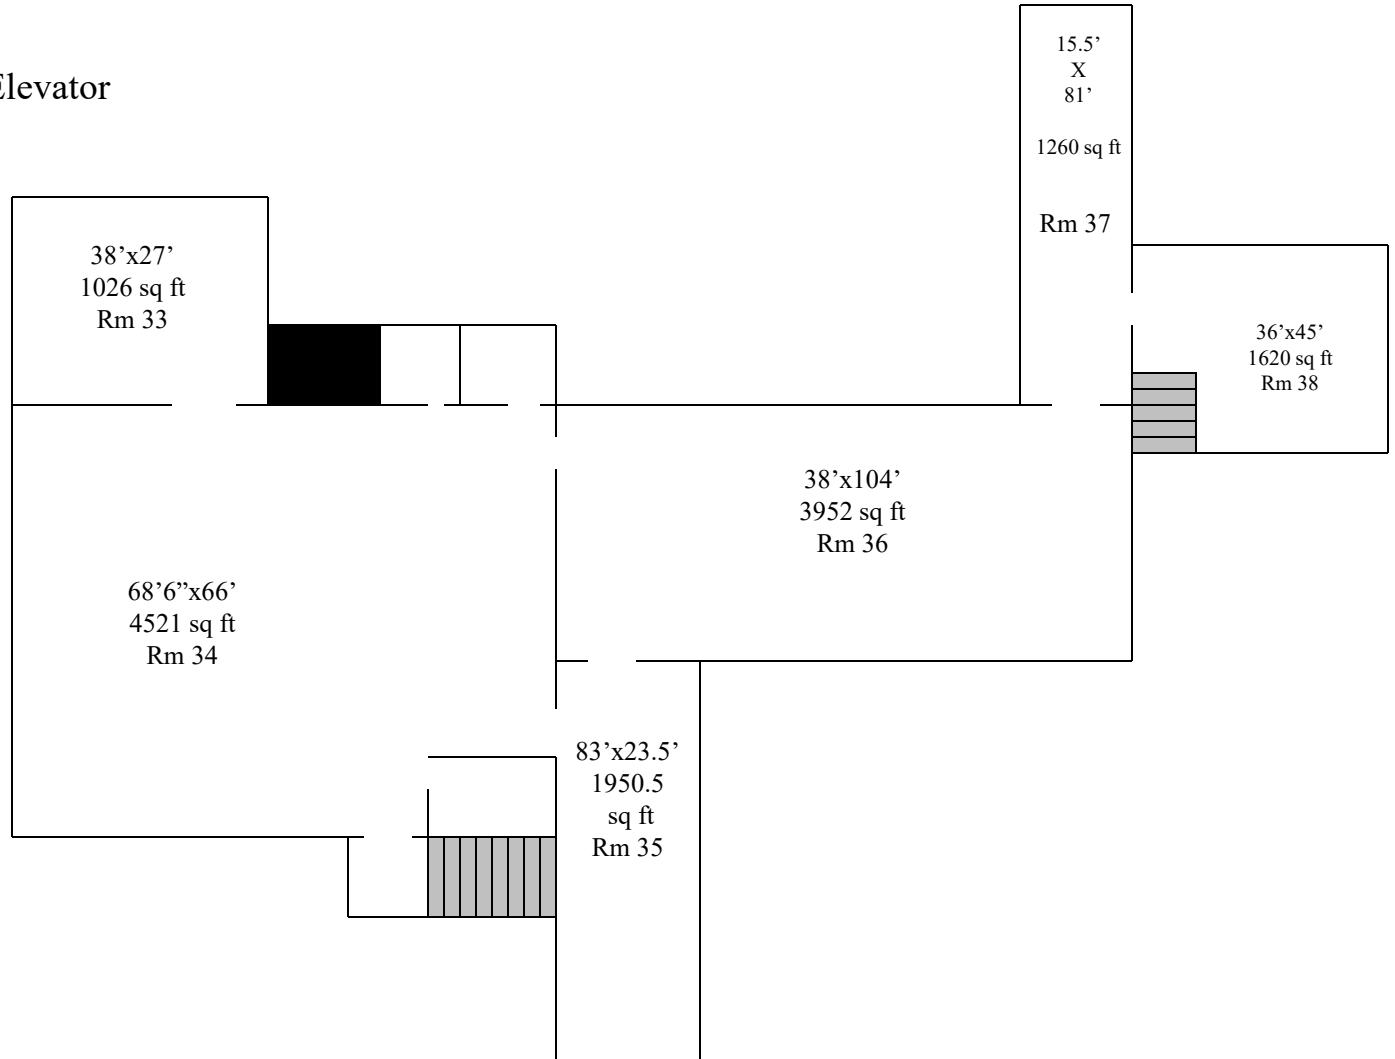 Elevator
15.5’
X
81’
1260 sq ft
Rm 37
38’x27’
1026 sq ft
Rm 33
36’x45’
1620 sq ft
Rm 38
38’x104’
3952 sq ft
Rm 36
68’6”x66’
4521 sq ft
Rm 34
83’x23.5’
1950.5
sq ft
Rm 35